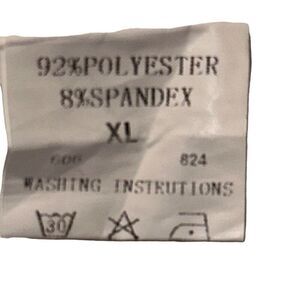 92%POLYESTER
8%SPANDEX
XL
824
WASHING INSTRUTIONS
30